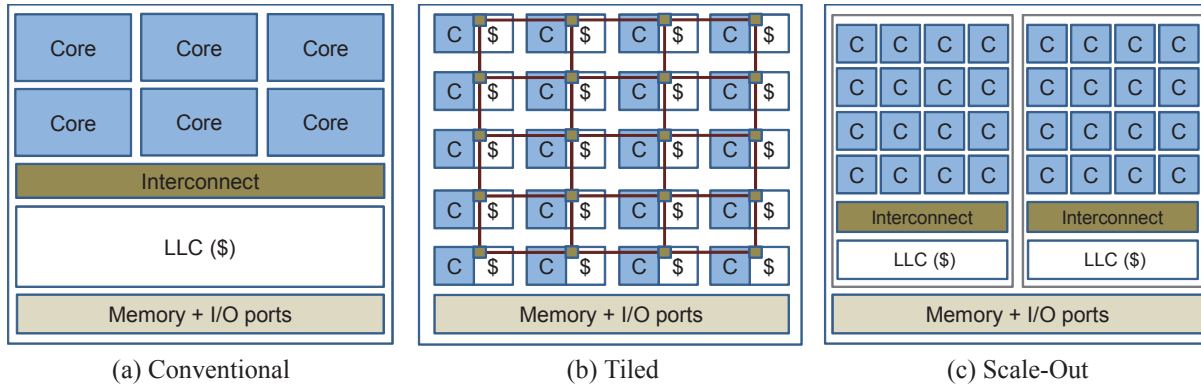 Core Core Core
Core Core Core
Interconnect
LLC ($)
Memory + I/O ports
(a) Conventional
C $ C $ C $ C $
C $ C $ C $ C $
C $ C $ C $ C $
C $ C $ C $ C $
C $ C $ C $ C $
Memory + I/O ports
(b) Tiled
C C C C C C C C
C C C C C C C C
C C C C C C C C
C C C C C C C C
Interconnect Interconnect
LLC ($) LLC ($)
Memory + I/O ports
(c) Scale-Out